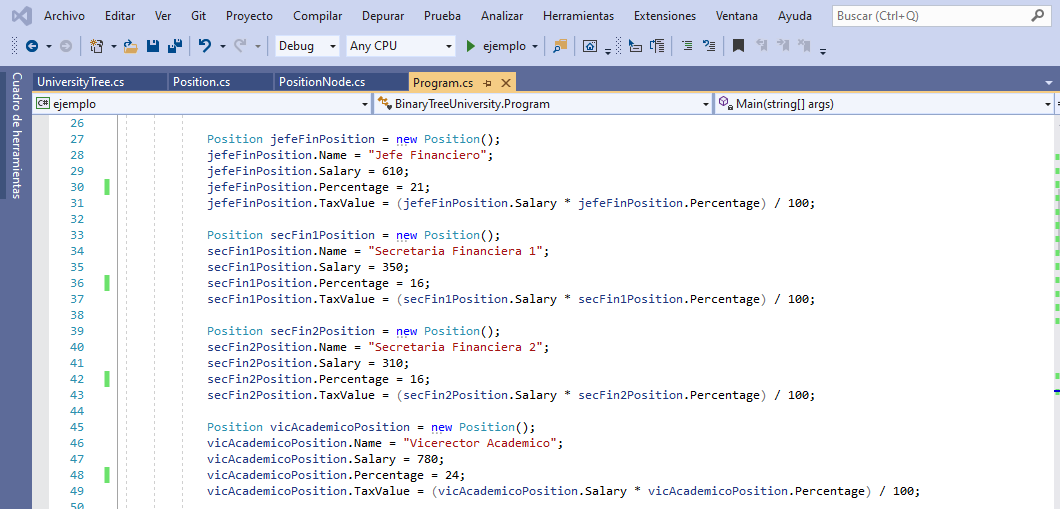 Archivo Editar Ver Git Proyecto Compilar Depurar Prueba Analizar Herramientas Extensiones Ventana Ayuda Buscar (Ctrl+Q)
Debug Any CPU ejemplo
Cuadro de herramientas
UniversityTree.cs Position.cs PositionNode.cs Program.cs
C# ejemplo BinaryTreeUniversity.Program Main(string[] args)
26
27 Position jefeFinPosition = new Position();
28 jefeFinPosition.Name = "Jefe Financiero";
29 jefeFinPosition.Salary = 610;
30 jefeFinPosition.Percentage = 21;
31 jefeFinPosition.TaxValue = (jefeFinPosition.Salary * jefeFinPosition.Percentage) / 100;
32
33 Position secFin1Position = new Position();
34 secFin1Position.Name = "Secretaria Financiera 1";
35 secFin1Position.Salary = 350;
36 secFin1Position.Percentage = 16;
37 secFin1Position.TaxValue = (secFin1Position.Salary * secFin1Position.Percentage) / 100;
38
39 Position secFin2Position = new Position();
40 secFin2Position.Name = "Secretaria Financiera 2";
41 secFin2Position.Salary = 310;
42 secFin2Position.Percentage = 16;
43 secFin2Position.TaxValue = (secFin2Position.Salary * secFin2Position.Percentage) / 100;
44
45 Position vicAcademicoPosition = new Position();
46 vicAcademicoPosition.Name = "Vicerector Academico";
47 vicAcademicoPosition.Salary = 780;
48 vicAcademicoPosition.Percentage = 24;
49 vicAcademicoPosition.TaxValue = (vicAcademicoPosition.Salary * vicAcademicoPosition.Percentage) / 100;
50